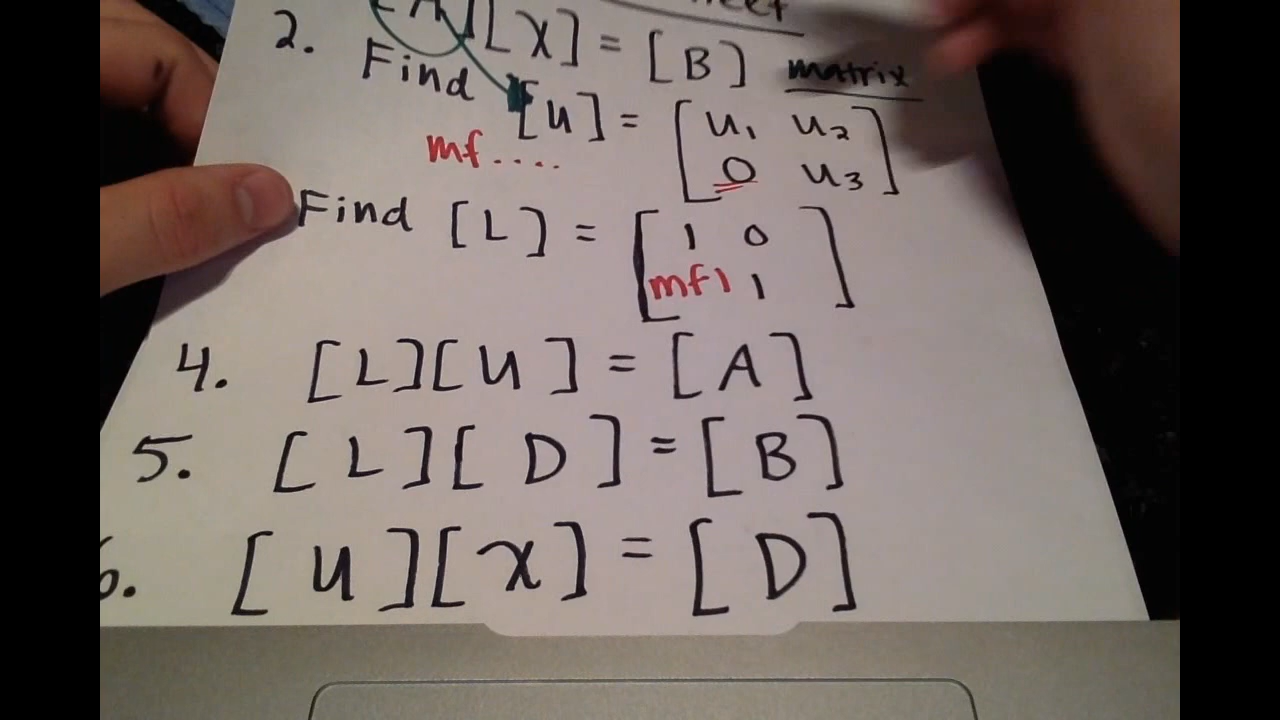 [A][X] = [B] matrix
2. Find [U] = [u₁ u₂
0 u₃]
mf....
Find [L] = [1 0
mf1 1]
4. [L][U] = [A]
5. [L][D] = [B]
[U][X] = [D]